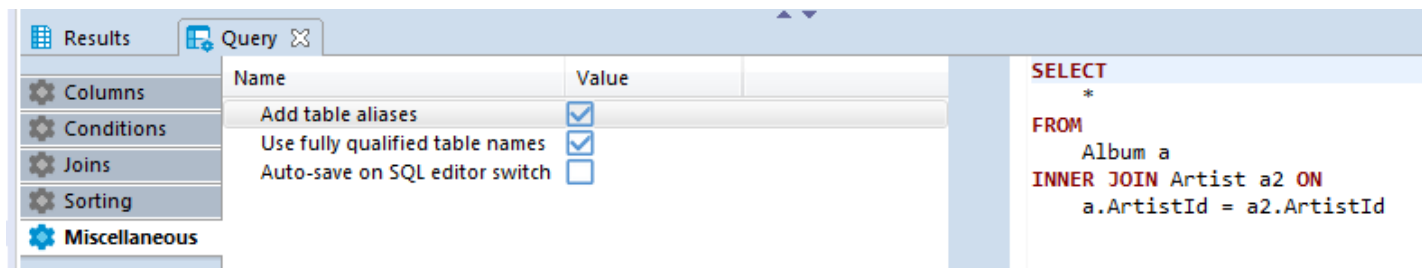 Results Query
Columns
Conditions
Joins
Sorting
Miscellaneous
Name Value
Add table aliases
Use fully qualified table names
Auto-save on SQL editor switch
SELECT
*
FROM
Album a
INNER JOIN Artist a2 ON
a.ArtistId = a2.ArtistId